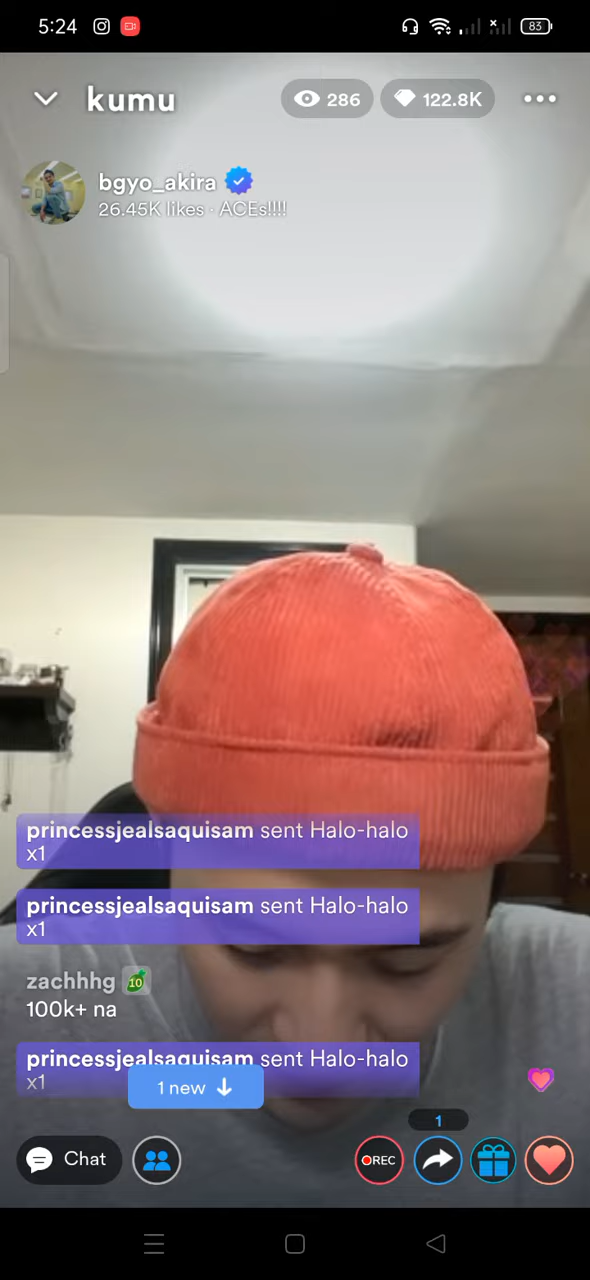 5:24
83
kumu
286
122.8K
bgyo_akira
26.45K likes · ACEs!!!!
princessjealsaquisam sent Halo-halo
x1
princessjealsaquisam sent Halo-halo
x1
zachhhg 10
100k+ na
princessjealsaquisam sent Halo-halo
x1
1 new
1
Chat
REC